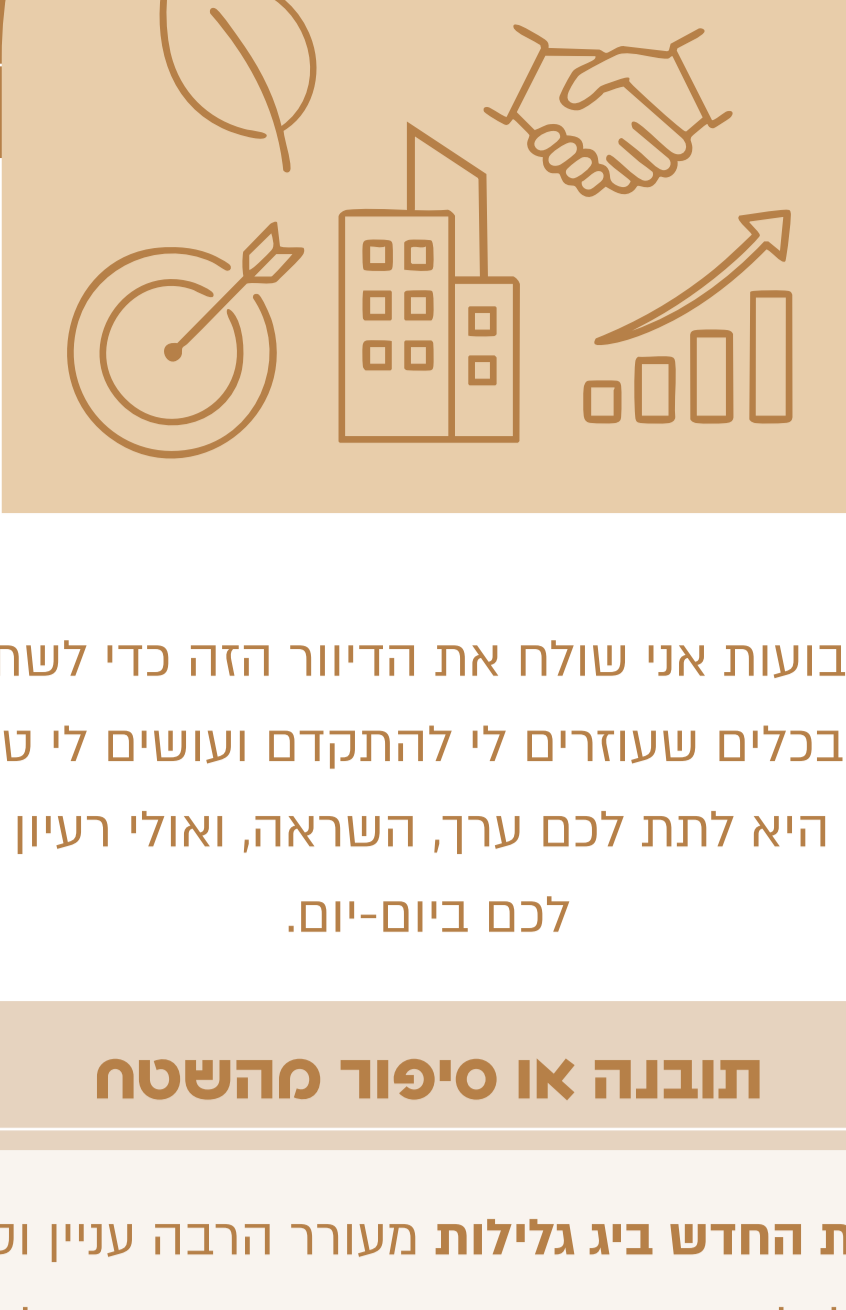 בועות אני שולח את הדיוור הזה כדי לשת
בכלים שעוזרים לי להתקדם ועושים לי ט
היא לתת לכם ערך, השראה, ואולי רעיון
לכם ביום-יום.
תובנה או סיפור מהשטח
ת החדש ביג גלילות מעורר הרבה עניין